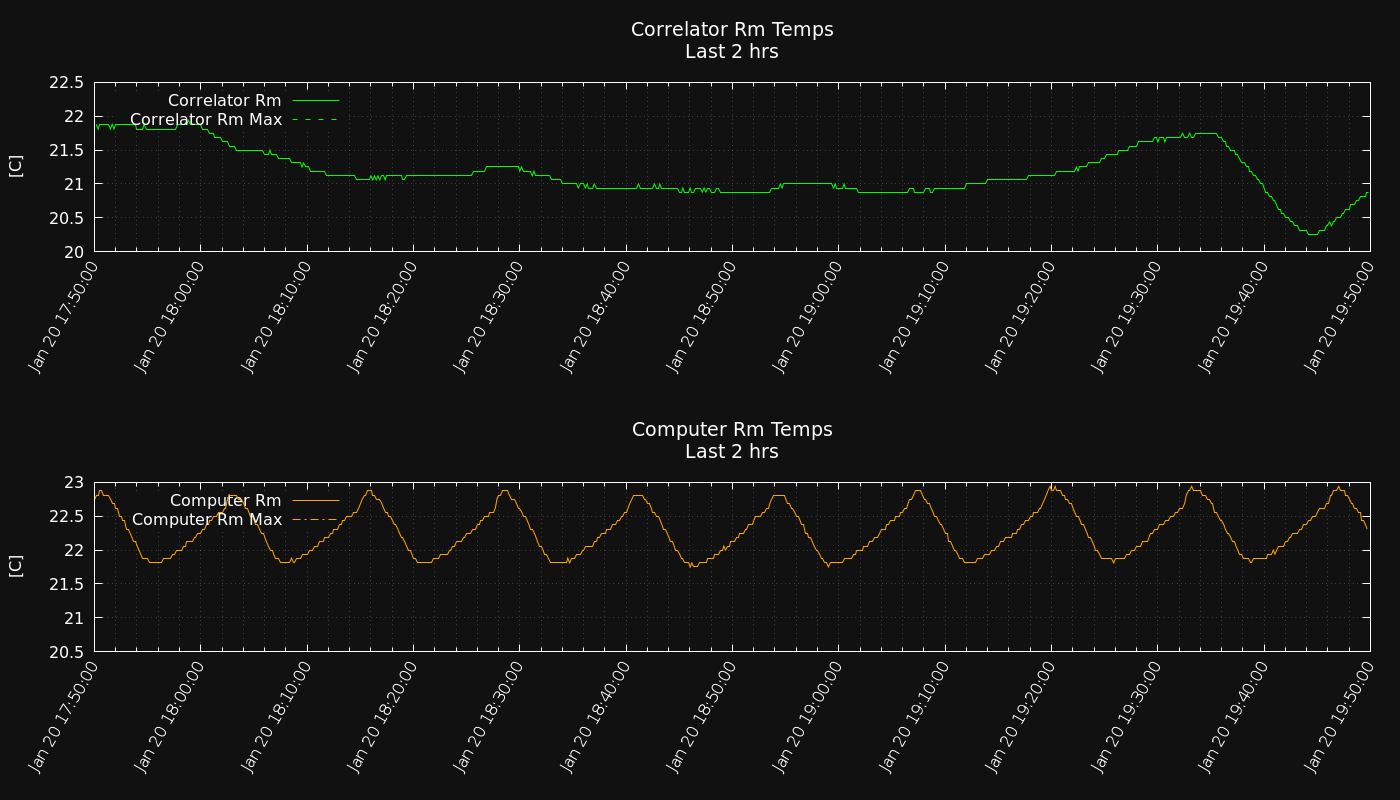 Correlator Rm Temps
Last 2 hrs
22.5
22
21.5
21
20.5
20
[C]
Correlator Rm
Correlator Rm Max
Jan 20 17:50:00
Jan 20 18:00:00
Jan 20 18:10:00
Jan 20 18:20:00
Jan 20 18:30:00
Jan 20 18:40:00
Jan 20 18:50:00
Jan 20 19:00:00
Jan 20 19:10:00
Jan 20 19:20:00
Jan 20 19:30:00
Jan 20 19:40:00
Jan 20 19:50:00
Computer Rm Temps
Last 2 hrs
23
22.5
22
21.5
21
20.5
[C]
Computer Rm
Computer Rm Max
Jan 20 17:50:00
Jan 20 18:00:00
Jan 20 18:10:00
Jan 20 18:20:00
Jan 20 18:30:00
Jan 20 18:40:00
Jan 20 18:50:00
Jan 20 19:00:00
Jan 20 19:10:00
Jan 20 19:20:00
Jan 20 19:30:00
Jan 20 19:40:00
Jan 20 19:50:00